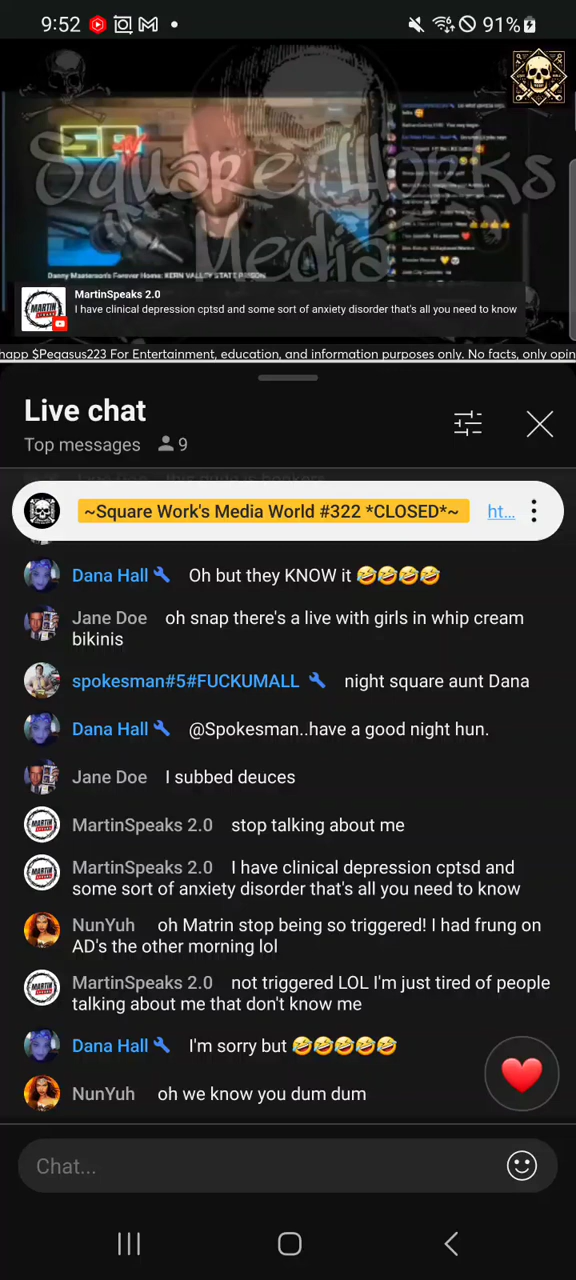 9:52
91%
Square Works
Media
Danny Masterson's Forever Home: KERN VALLEY STATE PRISON
MartinSpeaks 2.0
I have clinical depression cptsd and some sort of anxiety disorder that's all you need to know
happ $Pegasus223 For Entertainment, education, and information purposes only. No facts, only opin
Live chat
Top messages 9
~Square Work's Media World #322 *CLOSED*~ ht...
Dana Hall Oh but they KNOW it 🤣🤣🤣🤣
Jane Doe oh snap there's a live with girls in whip cream
bikinis
spokesman#5#FUCKUMALL night square aunt Dana
Dana Hall @Spokesman..have a good night hun.
Jane Doe I subbed deuces
MartinSpeaks 2.0 stop talking about me
MartinSpeaks 2.0 I have clinical depression cptsd and
some sort of anxiety disorder that's all you need to know
NunYuh oh Matrin stop being so triggered! I had frung on
AD's the other morning lol
MartinSpeaks 2.0 not triggered LOL I'm just tired of people
talking about me that don't know me
Dana Hall I'm sorry but 🤣🤣🤣🤣🤣
NunYuh oh we know you dum dum
Chat...